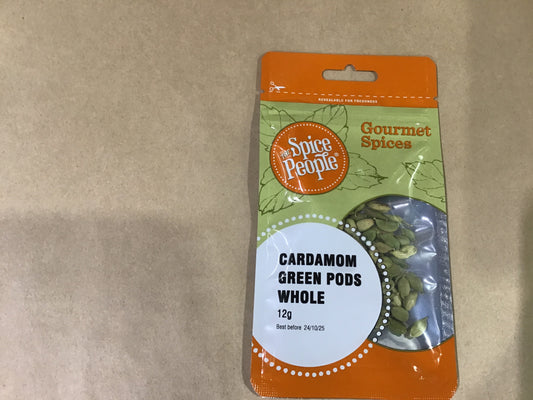 RESEALABLE FOR FRESHNESS
THE
Spice
People®
Gourmet
Spices
CARDAMOM
GREEN PODS
WHOLE
12g
Best before 24/10/25